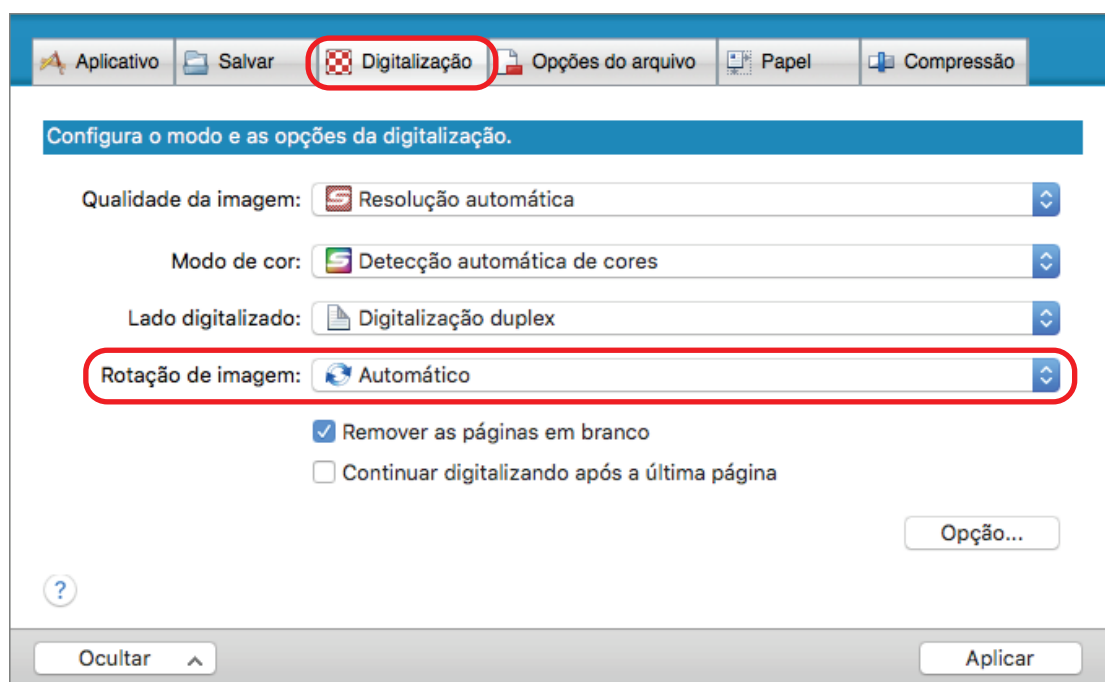 Aplicativo Salvar Digitalização Opções do arquivo Papel Compressão
Configura o modo e as opções da digitalização.
Qualidade da imagem: Resolução automática
Modo de cor: Detecção automática de cores
Lado digitalizado: Digitalização duplex
Rotação de imagem: Automático
Remover as páginas em branco
Continuar digitalizando após a última página
Opção...
?
Ocultar Aplicar